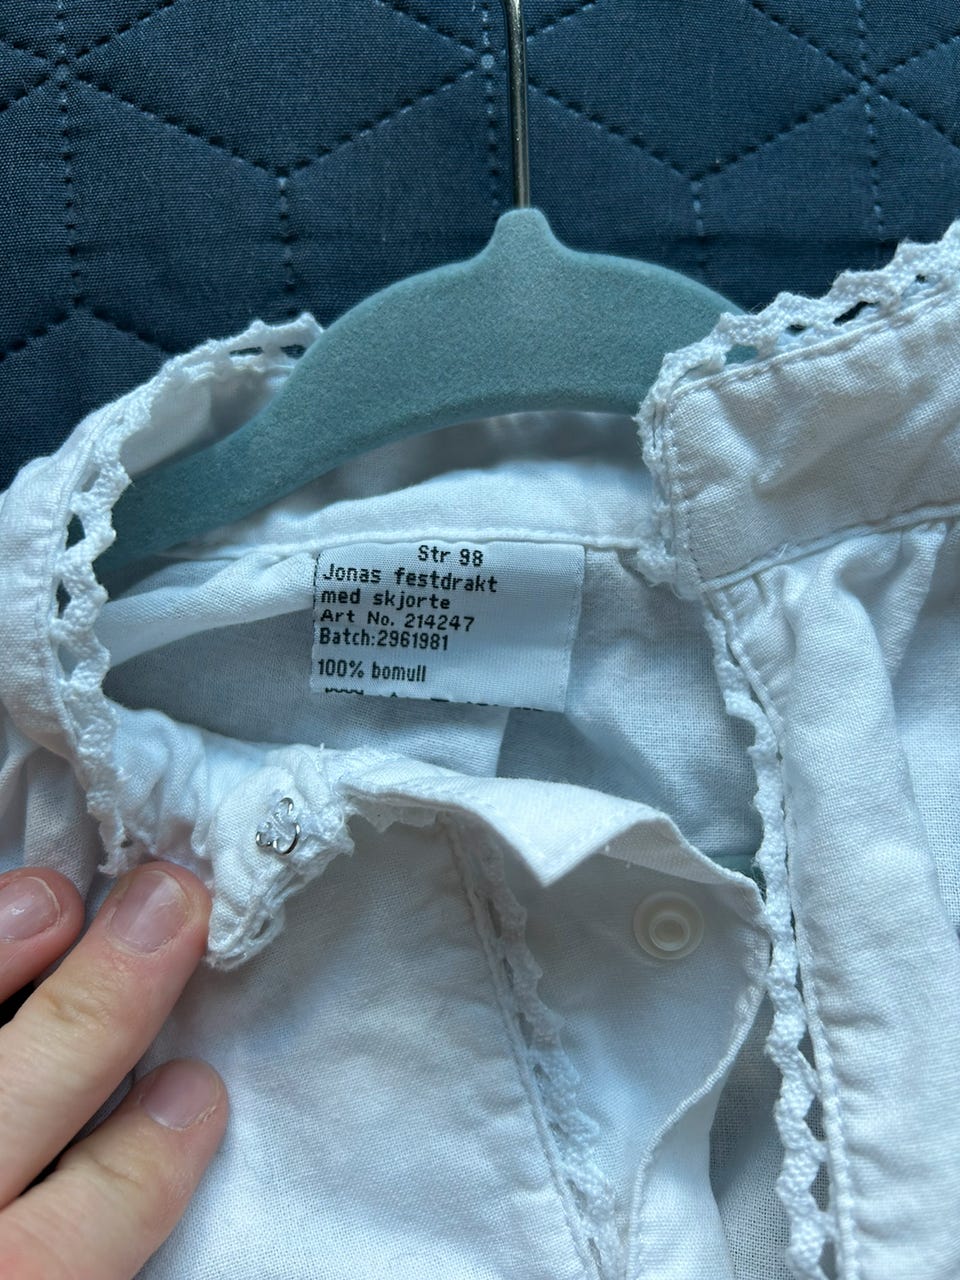 Str 98
Jonas festdrakt
med skjorte
Art No. 214247
Batch:2961981
100% bomull